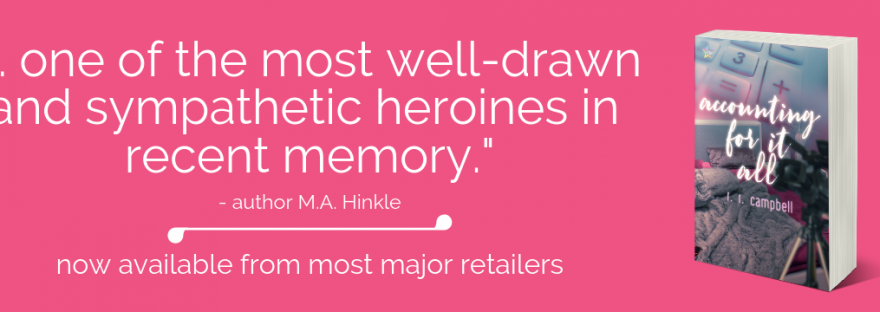 . one of the most well-drawn
and sympathetic heroines in
recent memory."
- author M.A. Hinkle
now available from most major retailers
3
+
accounting
for it
all
campbell